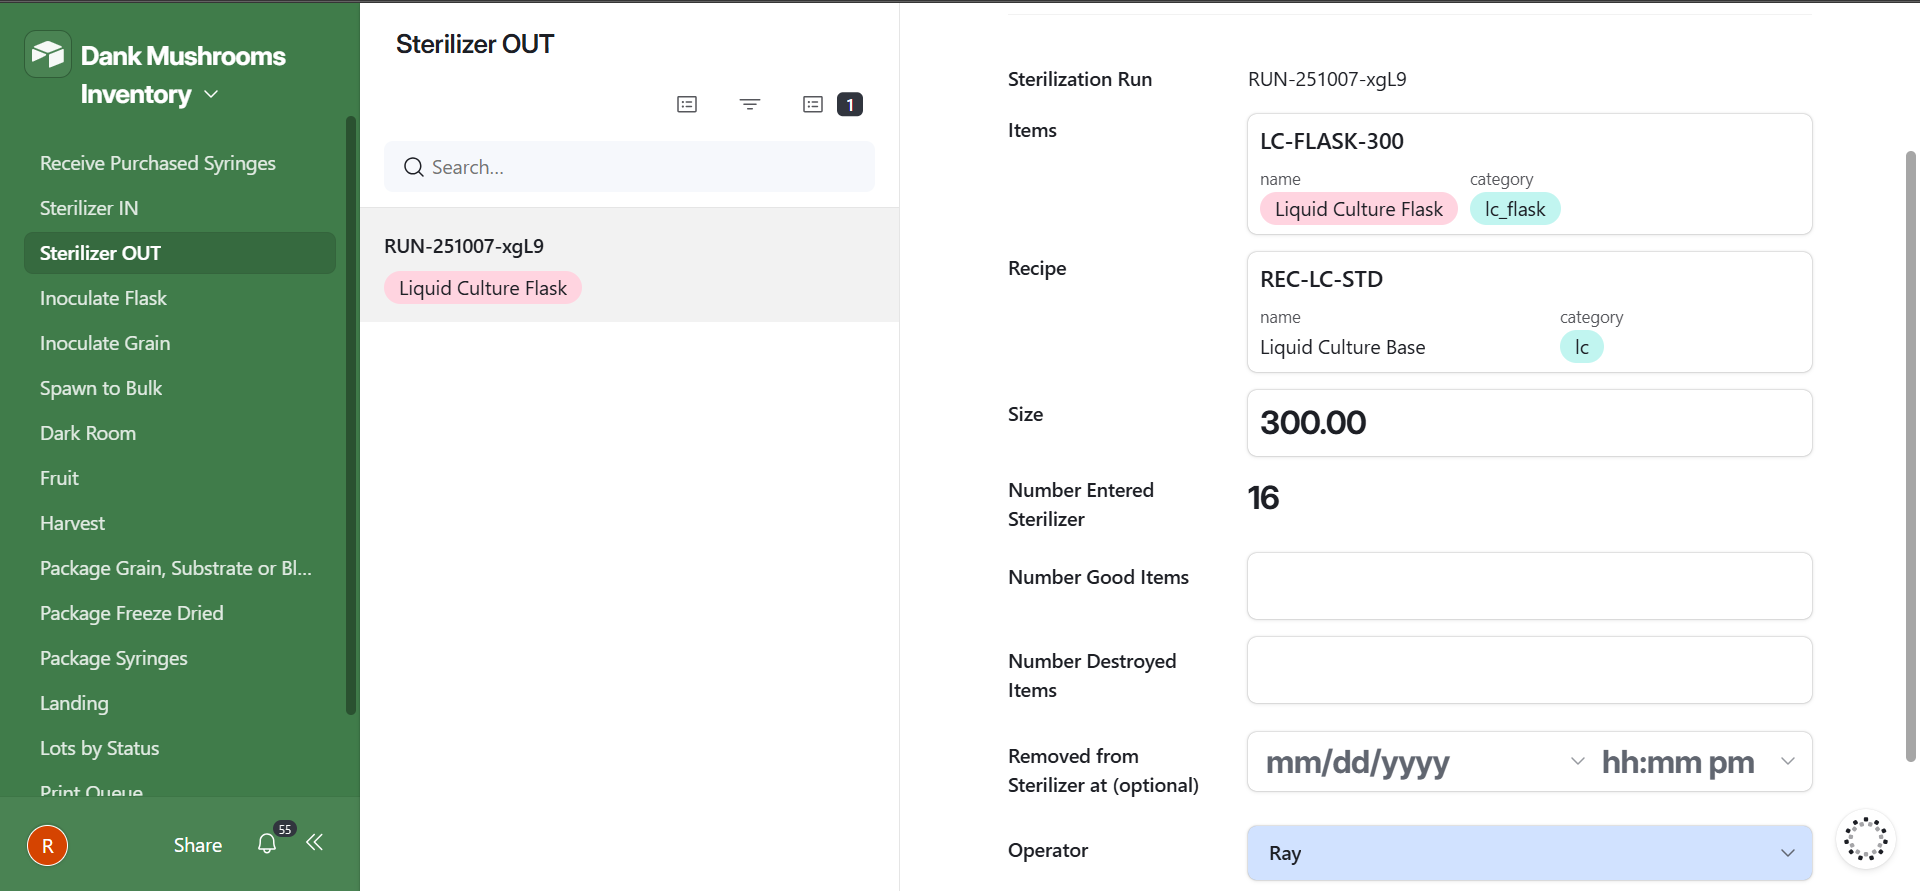 Dank Mushrooms
Inventory
Receive Purchased Syringes
Sterilizer IN
Sterilizer OUT
Inoculate Flask
Inoculate Grain
Spawn to Bulk
Dark Room
Fruit
Harvest
Package Grain, Substrate or Bl...
Package Freeze Dried
Package Syringes
Landing
Lots by Status
Print Queue
R
Share
55
Sterilizer OUT
1
Search...
RUN-251007-xgL9
Liquid Culture Flask
Sterilization Run
RUN-251007-xgL9
Items
LC-FLASK-300
name category
Liquid Culture Flask lc_flask
Recipe
REC-LC-STD
name category
Liquid Culture Base lc
Size
300.00
Number Entered
Sterilizer
16
Number Good Items
Number Destroyed
Items
Removed from
Sterilizer at (optional)
mm/dd/yyyy hh:mm pm
Operator
Ray